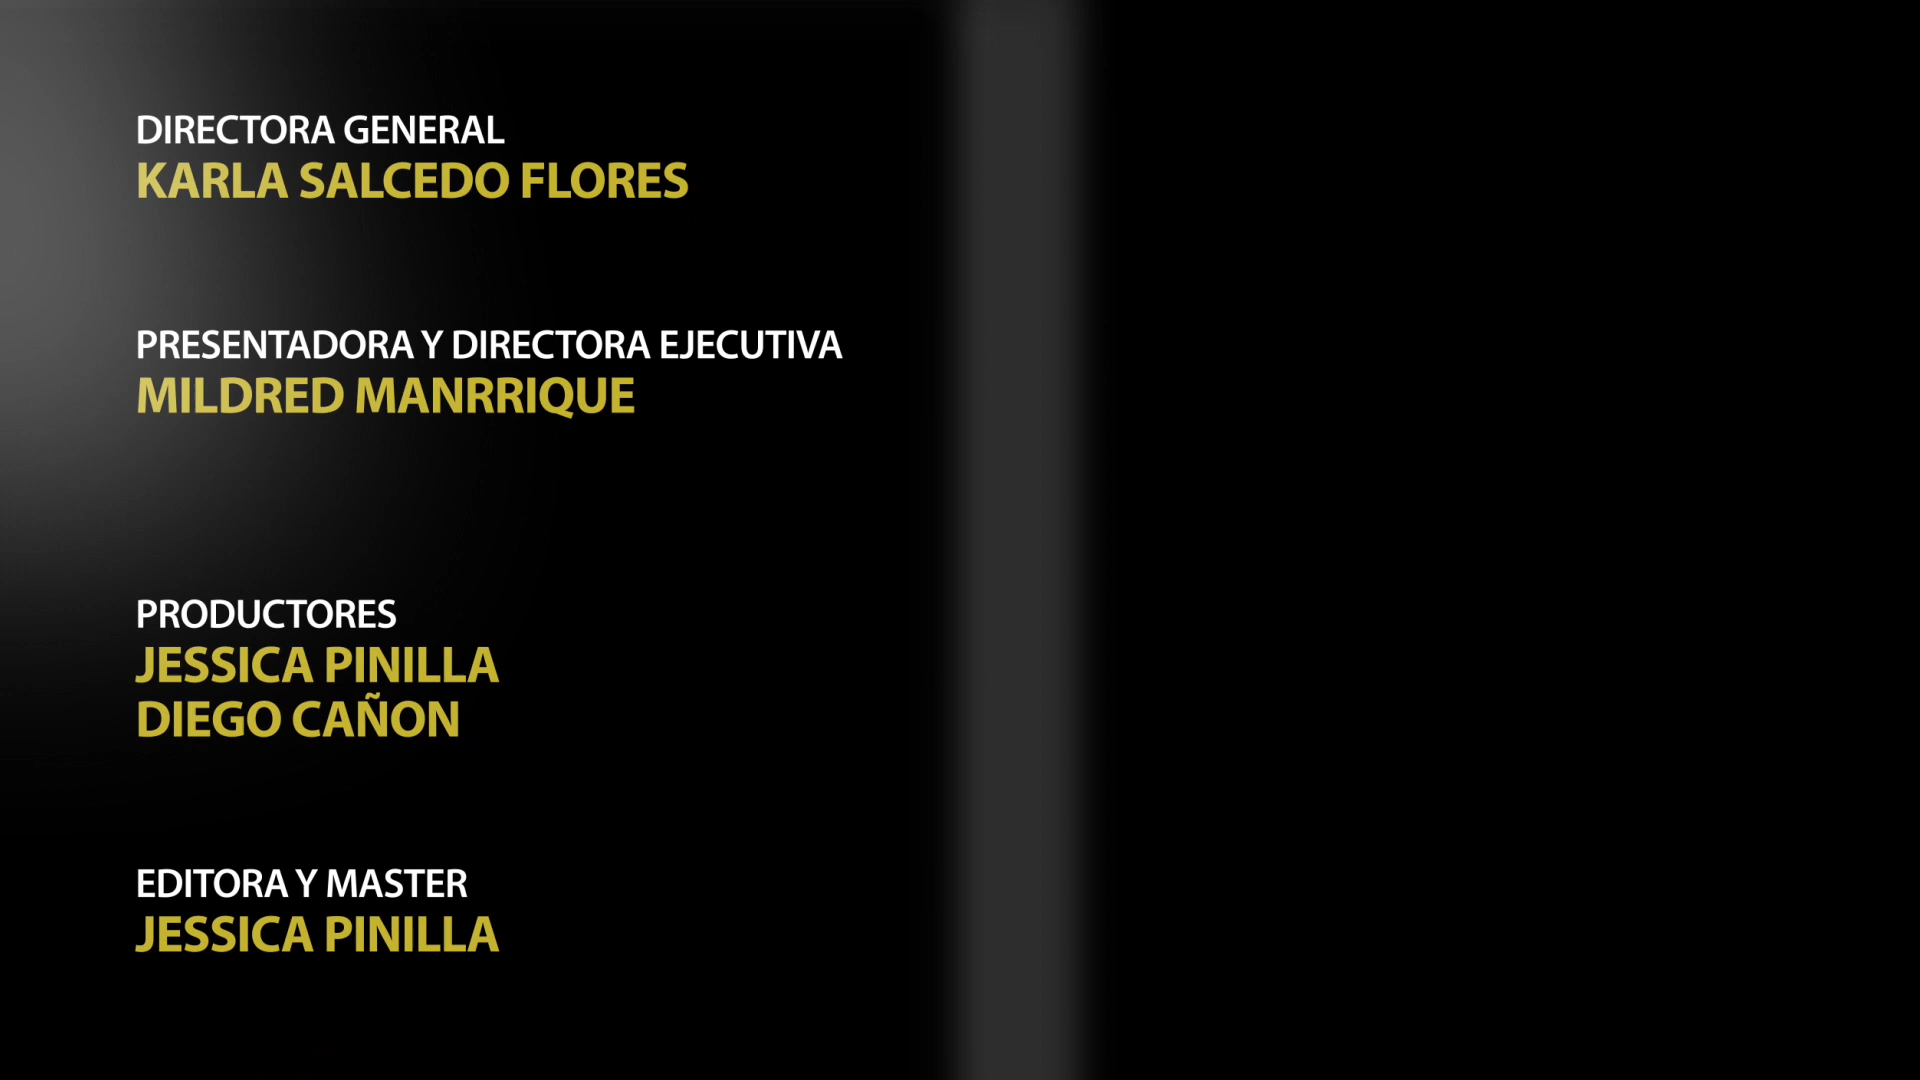 DIRECTORA GENERAL
KARLA SALCEDO FLORES
PRESENTADORA Y DIRECTORA EJECUTIVA
MILDRED MANRRIQUE
PRODUCTORES
JESSICA PINILLA
DIEGO CAÑON
EDITORA Y MASTER
JESSICA PINILLA